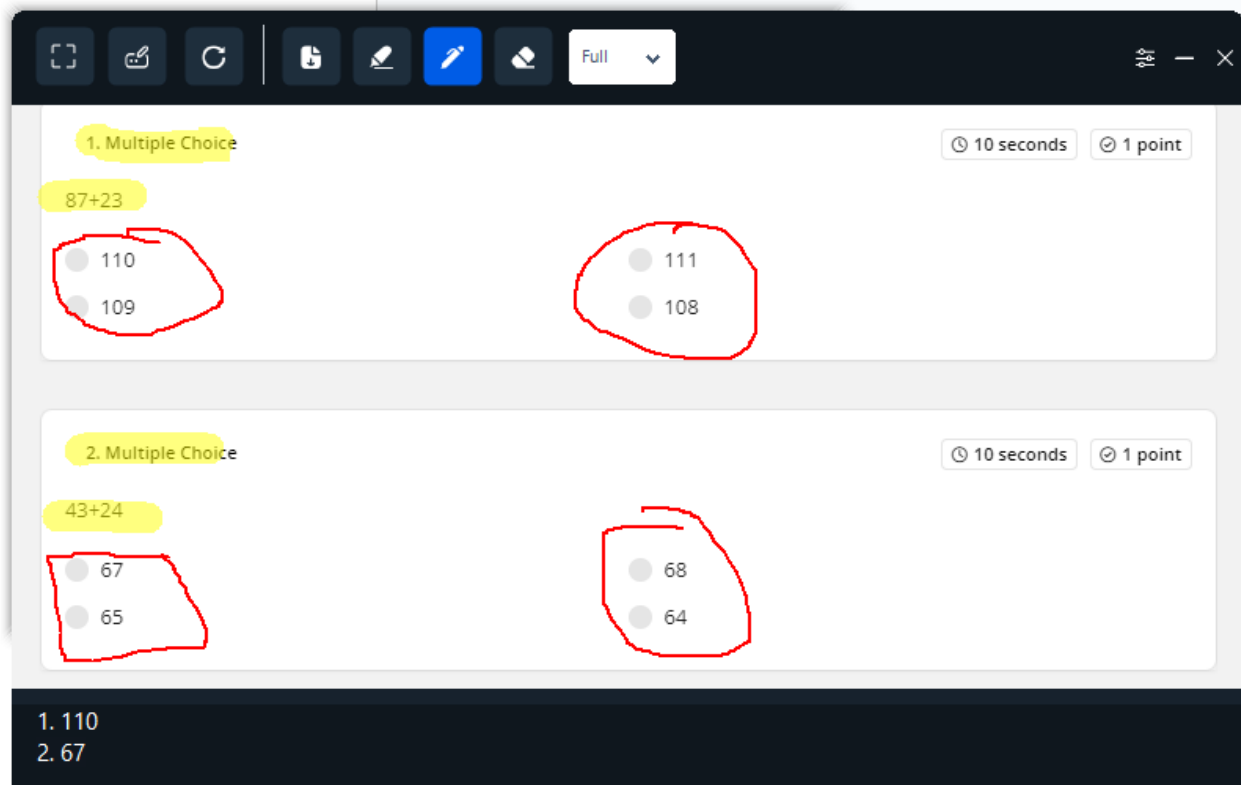 Full
1. Multiple Choice 10 seconds 1 point
87+23
110 111
109 108
2. Multiple Choice 10 seconds 1 point
43+24
67 68
65 64
1. 110
2. 67